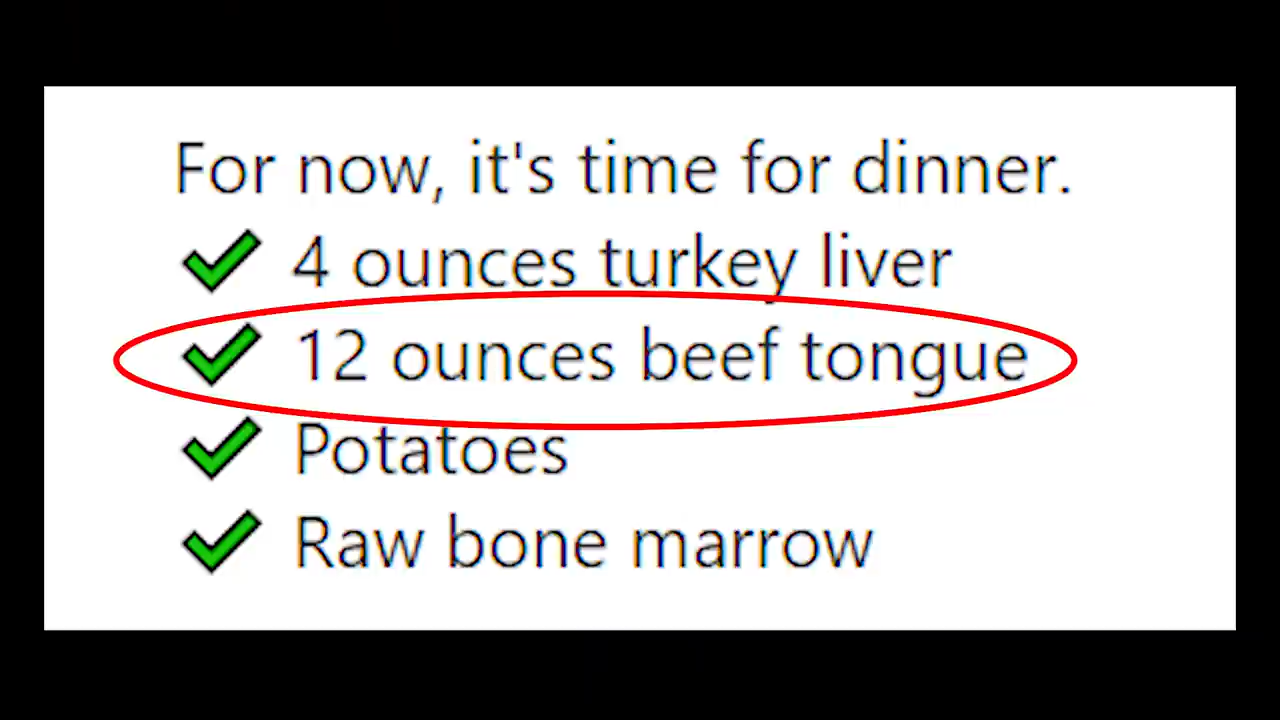 For now, it's time for dinner.
✔ 4 ounces turkey liver
✔ 12 ounces beef tongue
✔ Potatoes
✔ Raw bone marrow